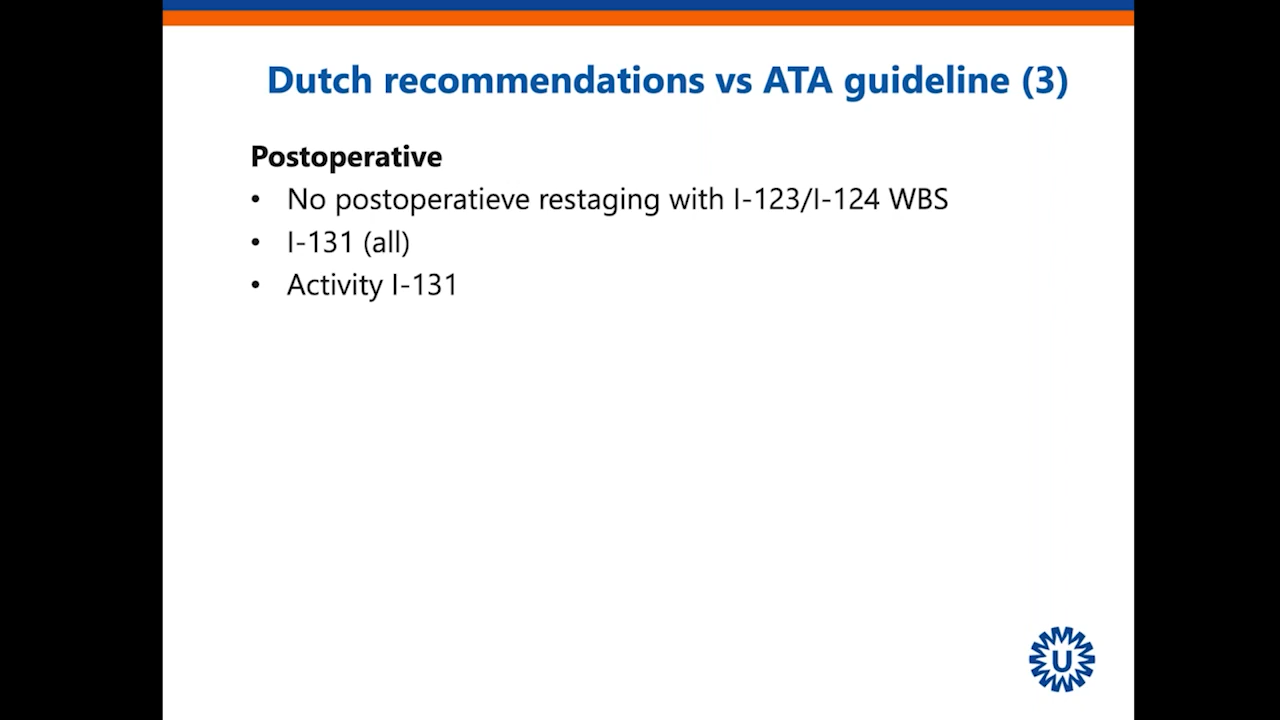 Dutch recommendations vs ATA guideline (3)
Postoperative
• No postoperatieve restaging with I-123/I-124 WBS
• I-131 (all)
• Activity I-131
U